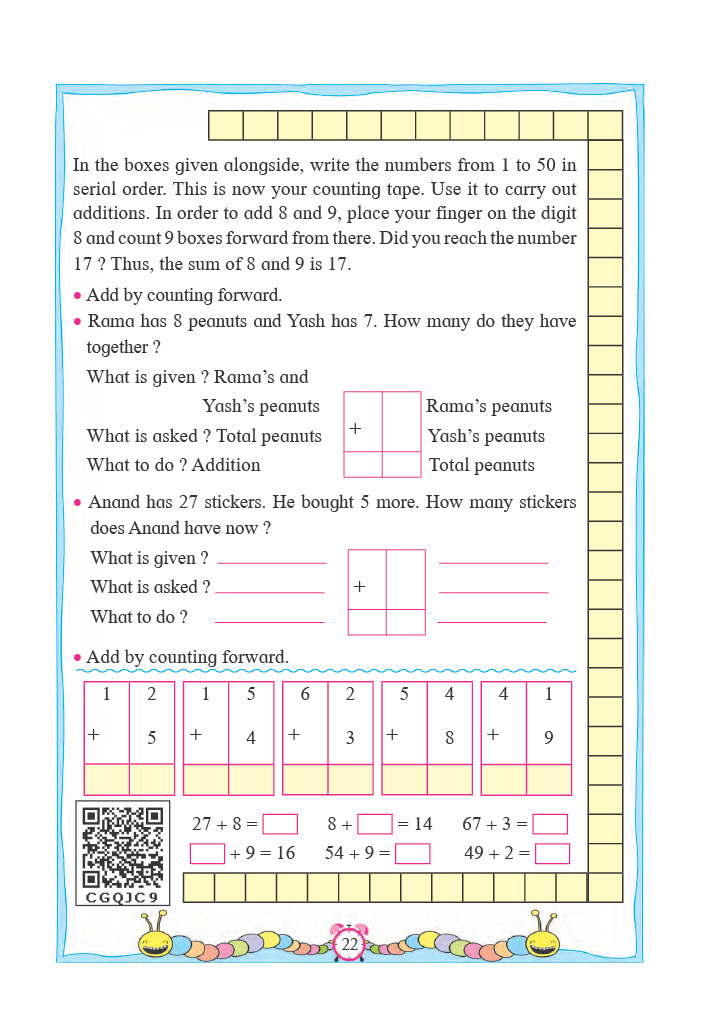 In the boxes given alongside, write the numbers from 1 to 50 in
serial order. This is now your counting tape. Use it to carry out
additions. In order to add 8 and 9, place your finger on the digit
8 and count 9 boxes forward from there. Did you reach the number
17 ? Thus, the sum of 8 and 9 is 17.
• Add by counting forward.
• Rama has 8 peanuts and Yash has 7. How many do they have
together ?
What is given ? Rama's and
Yash's peanuts
Rama's peanuts
What is asked ? Total peanuts
+
Yash's peanuts
What to do ? Addition
Total peanuts
• Anand has 27 stickers. He bought 5 more. How many stickers
does Anand have now ?
What is given ?
What is asked ?
+
What to do ?
• Add by counting forward.
1 2 1 5 6 2 5 4 4 1
+ 5 + 4 + 3 + 8 + 9
27 + 8 = 8 + = 14 67 + 3 =
+ 9 = 16 54 + 9 = 49 + 2 =
CGQJC9
22